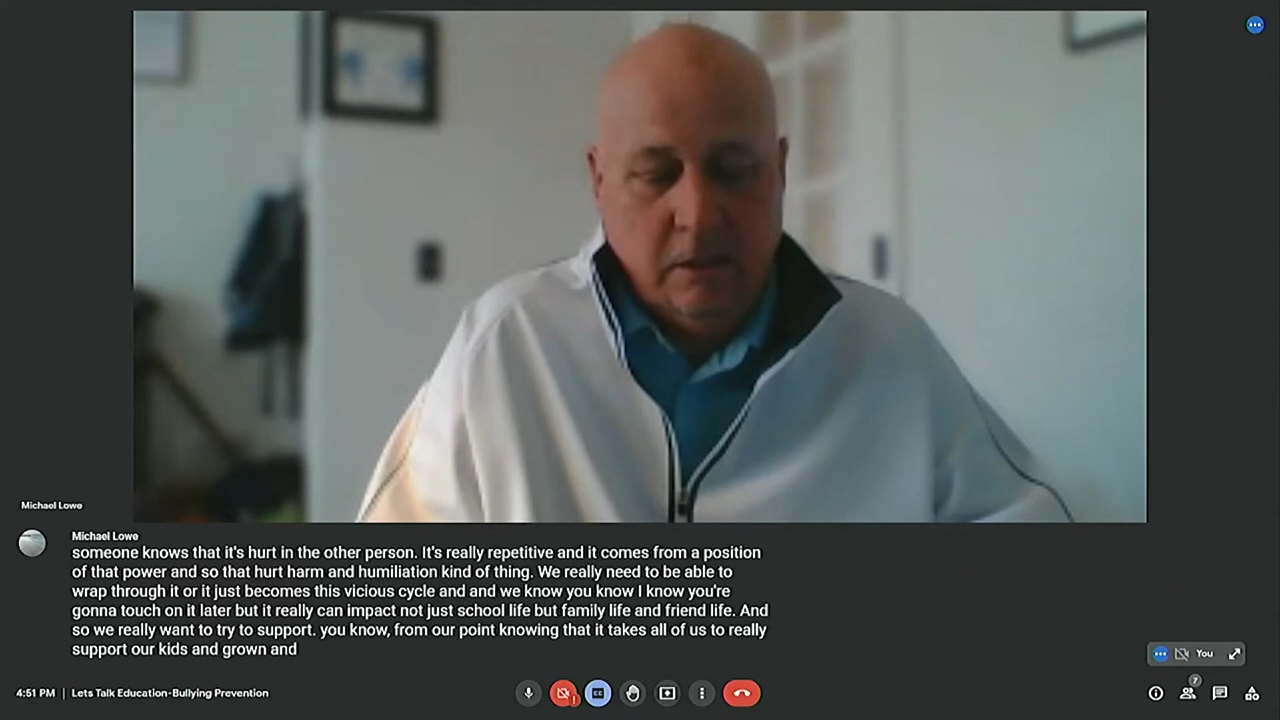 Michael Lowe
Michael Lowe
someone knows that it's hurt in the other person. It's really repetitive and it comes from a position
of that power and so that hurt harm and humiliation kind of thing. We really need to be able to
wrap through it or it just becomes this vicious cycle and and we know you know I know you're
gonna touch on it later but it really can impact not just school life but family life and friend life. And
so we really want to try to support. you know, from our point knowing that it takes all of us to really
support our kids and grown and
You
4:51 PM | Lets Talk Education-Bullying Prevention
CC
!
7